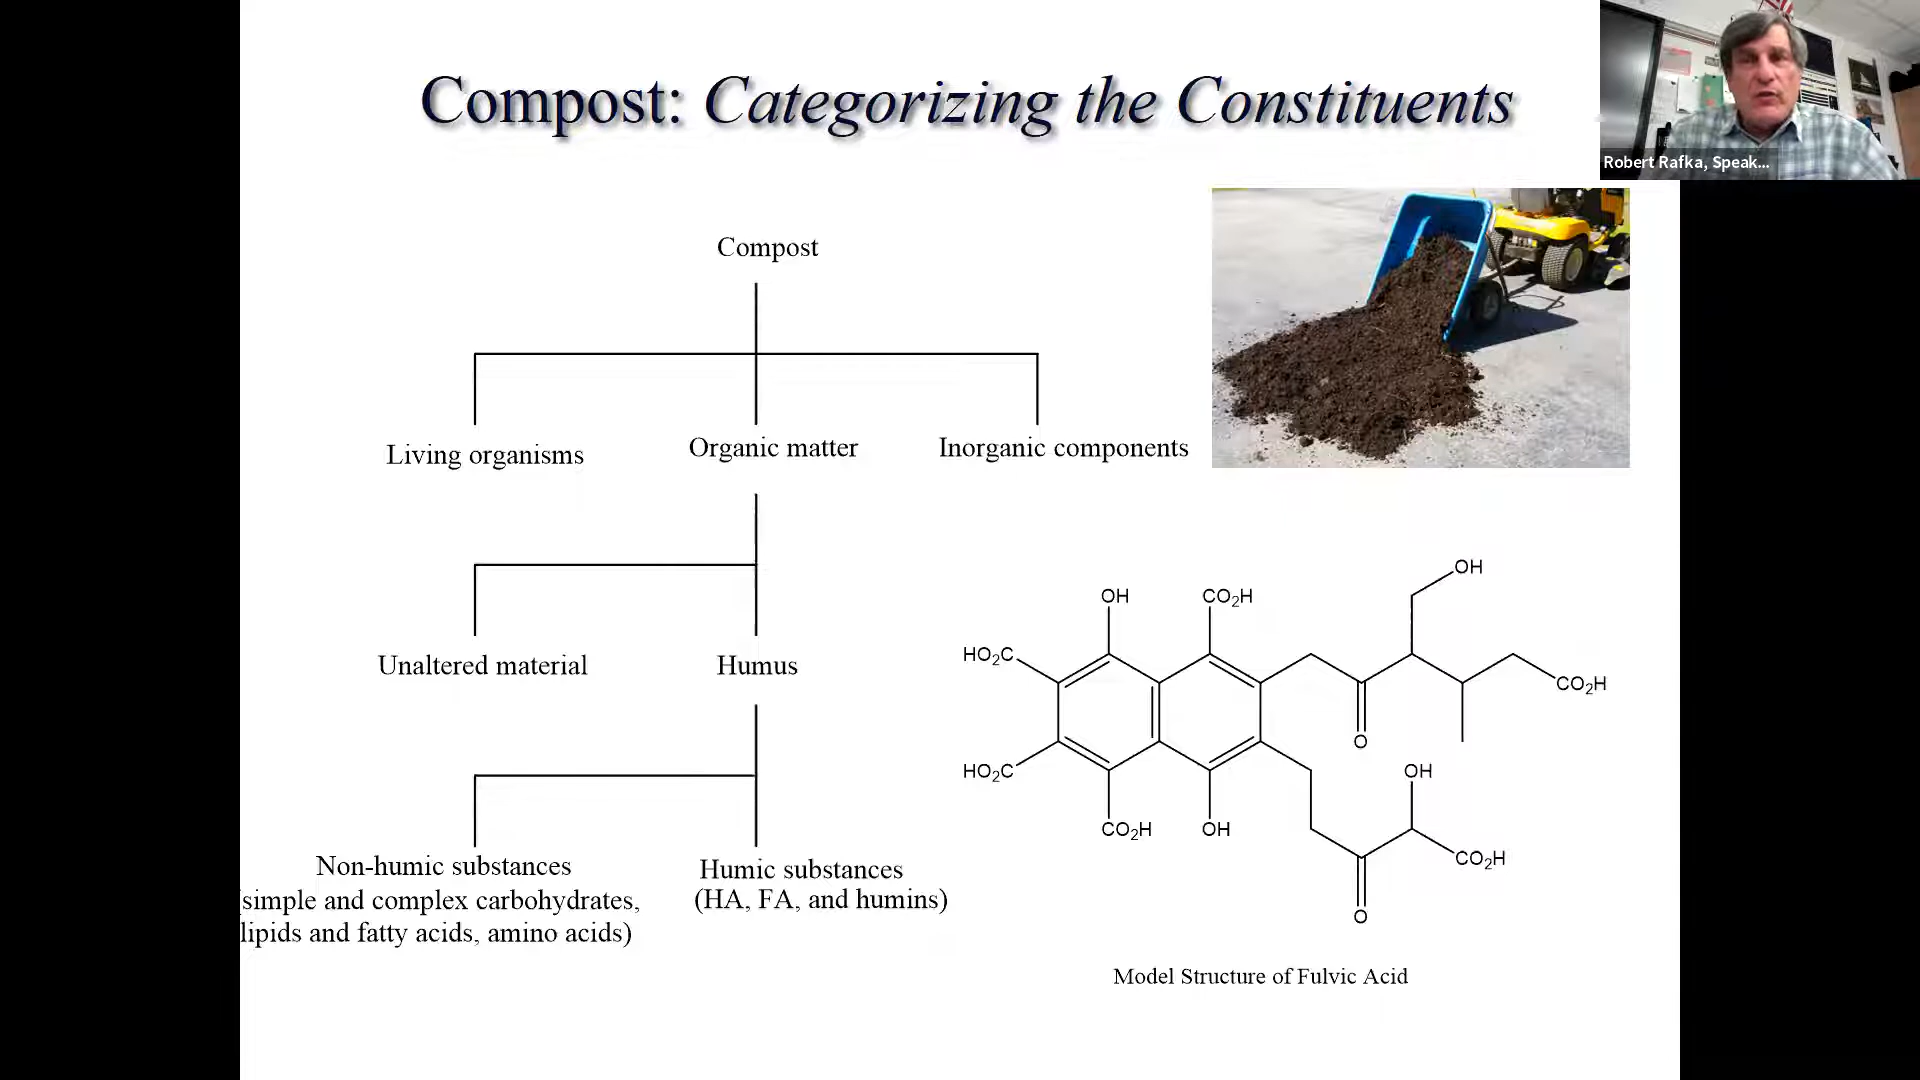 Compost: Categorizing the Constituents
Robert Rafka, Speak...
Compost
Living organisms
Organic matter
Inorganic components
Unaltered material
Humus
Non-humic substances
(simple and complex carbohydrates,
lipids and fatty acids, amino acids)
Humic substances
(HA, FA, and humins)
OH
OH
CO2H
HO2C
CO2H
O
HO2C
OH
CO2H
OH
CO2H
O
Model Structure of Fulvic Acid